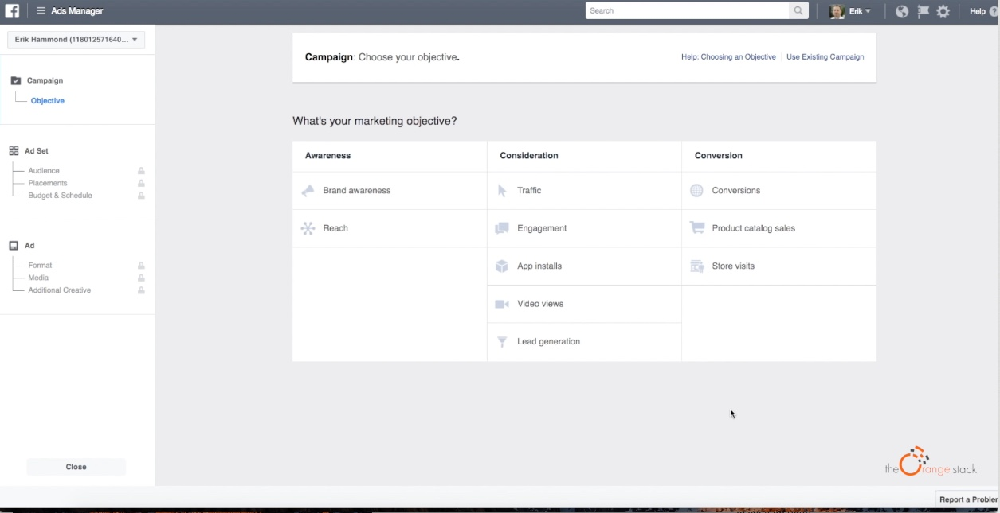 Ads Manager
Search
Erik
Help
Erik Hammond (118012571640...
Campaign
Objective
Ad Set
Audience
Placements
Budget & Schedule
Ad
Format
Media
Additional Creative
Close
Campaign: Choose your objective.
Help: Choosing an Objective
Use Existing Campaign
What's your marketing objective?
Awareness
Consideration
Conversion
Brand awareness
Traffic
Conversions
Reach
Engagement
Product catalog sales
App installs
Store visits
Video views
Lead generation
the Orange stack
Report a Problem